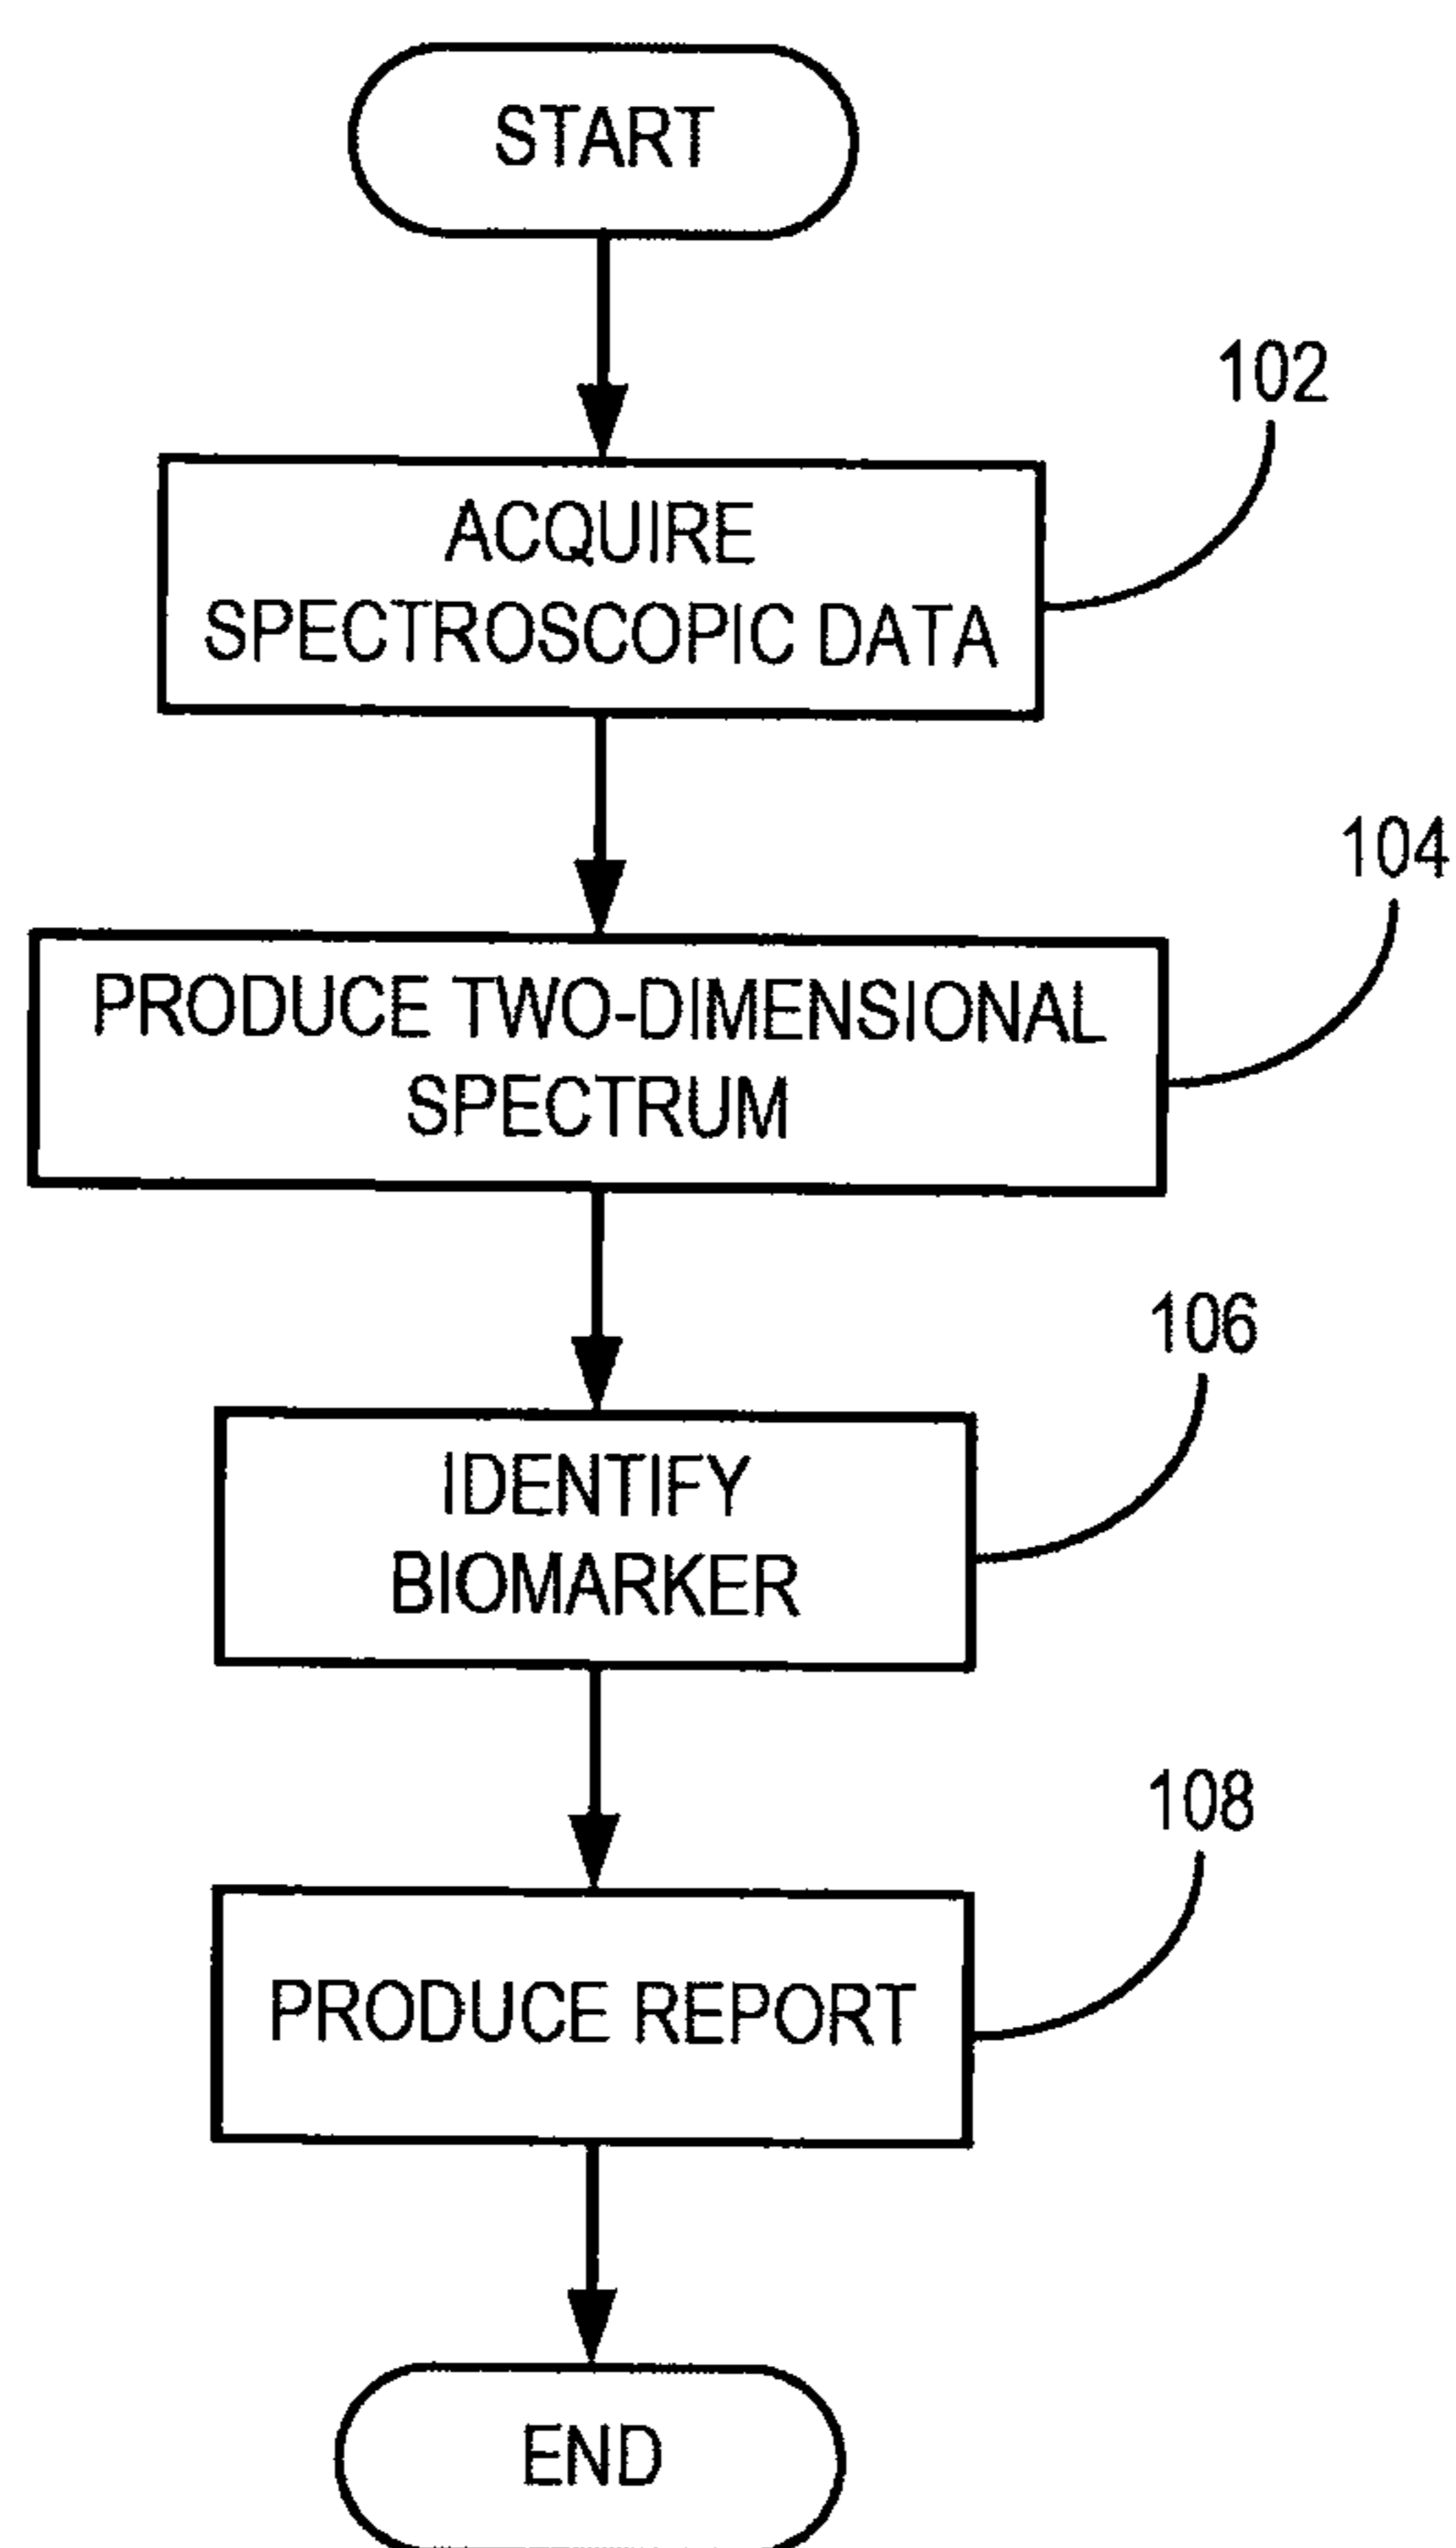 START
102
ACQUIRE
SPECTROSCOPIC DATA
104
PRODUCE TWO-DIMENSIONAL
SPECTRUM
106
IDENTIFY
BIOMARKER
108
PRODUCE REPORT
END